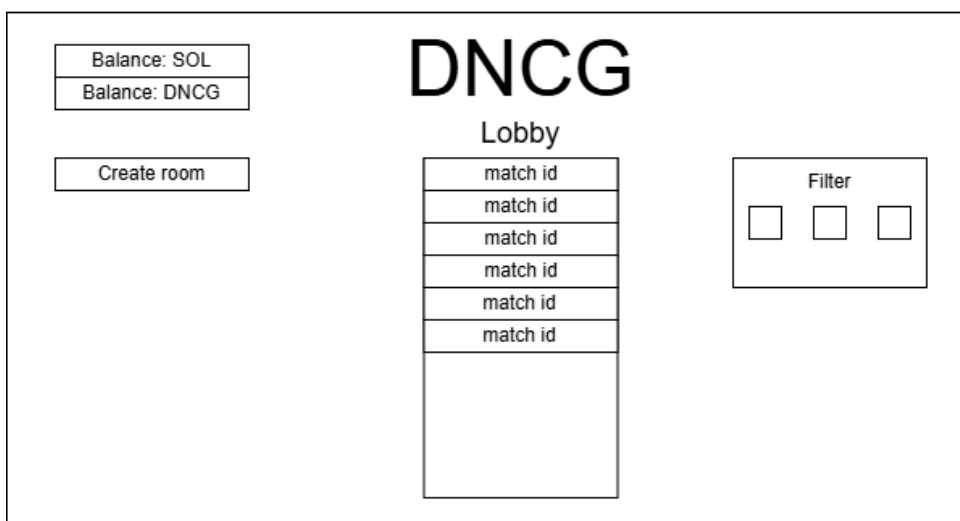 Balance: SOL
Balance: DNCG
Create room
DNCG
Lobby
match id
match id
match id
match id
match id
match id
Filter